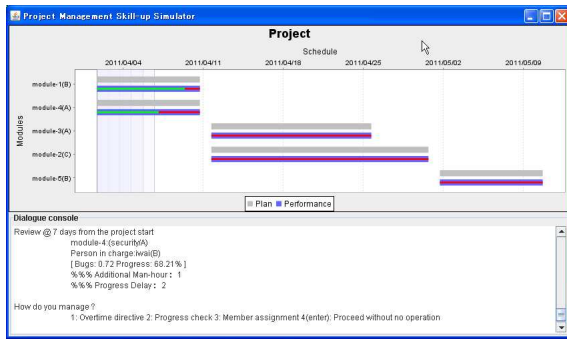 Project Management Skill-up Simulator
Project
Schedule
2011/04/04 2011/04/11 2011/04/18 2011/04/25 2011/05/02 2011/05/09
Modules
module-1(B)
module-4(A)
module-3(A)
module-2(C)
module-5(B)
Plan Performance
Dialogue console
Review @ 7 days from the project start
module-4:(security/A)
Person in charge:iwai(B)
[ Bugs: 0.72 Progress: 68.21% ]
%%% Additional Man-hour : 1
%%% Progress Delay : 2
How do you manage ?
1: Overtime directive 2: Progress check 3: Member assignment 4(enter): Proceed without no operation